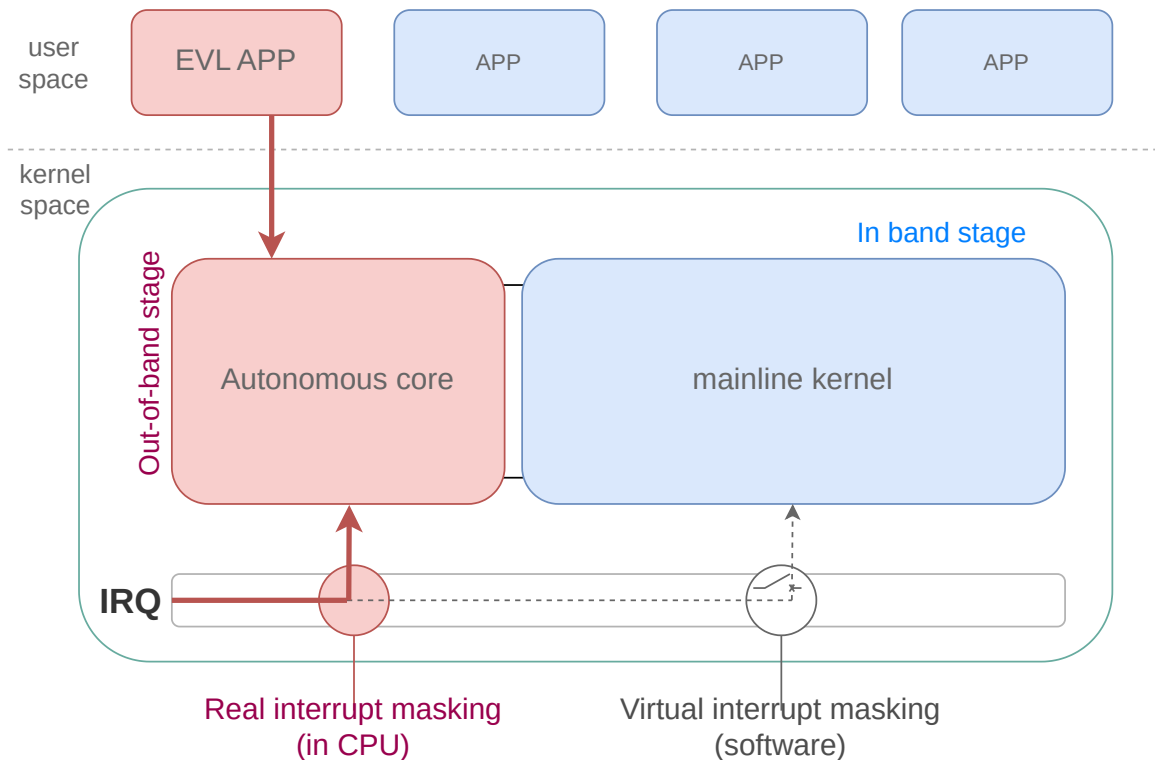 user
space
EVL APP
APP
APP
APP
kernel
space
In band stage
Out-of-band stage
Autonomous core
mainline kernel
IRQ
Real interrupt masking
(in CPU)
Virtual interrupt masking
(software)